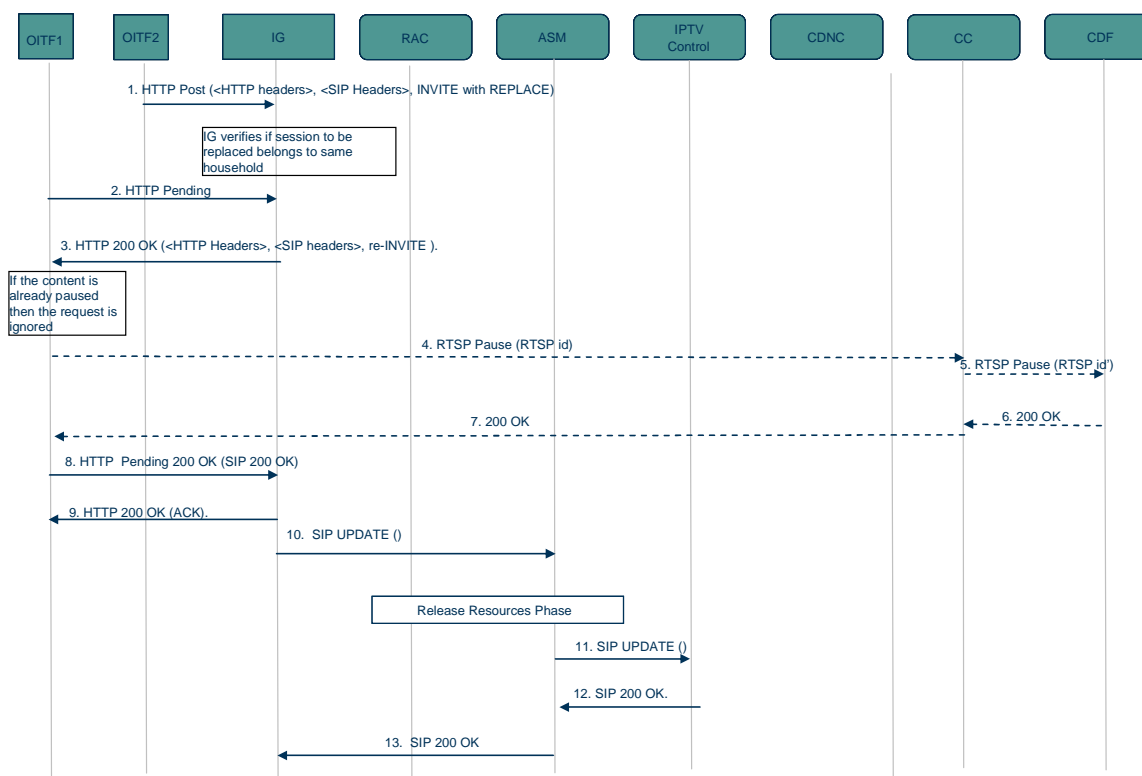 OITF1
OITF2
IG
RAC
ASM
IPTV
Control
CDNC
CC
CDF
1. HTTP Post (<HTTP headers>, <SIP Headers>, INVITE with REPLACE)
IG verifies if session to be
replaced belongs to same
household
2. HTTP Pending
3. HTTP 200 OK (<HTTP Headers>, <SIP headers>, re-INVITE ).
If the content is
already paused
then the request is
ignored
4. RTSP Pause (RTSP id)
5. RTSP Pause (RTSP id')
6. 200 OK
7. 200 OK
8. HTTP Pending 200 OK (SIP 200 OK)
9. HTTP 200 OK (ACK).
10. SIP UPDATE ()
Release Resources Phase
11. SIP UPDATE ()
12. SIP 200 OK.
13. SIP 200 OK